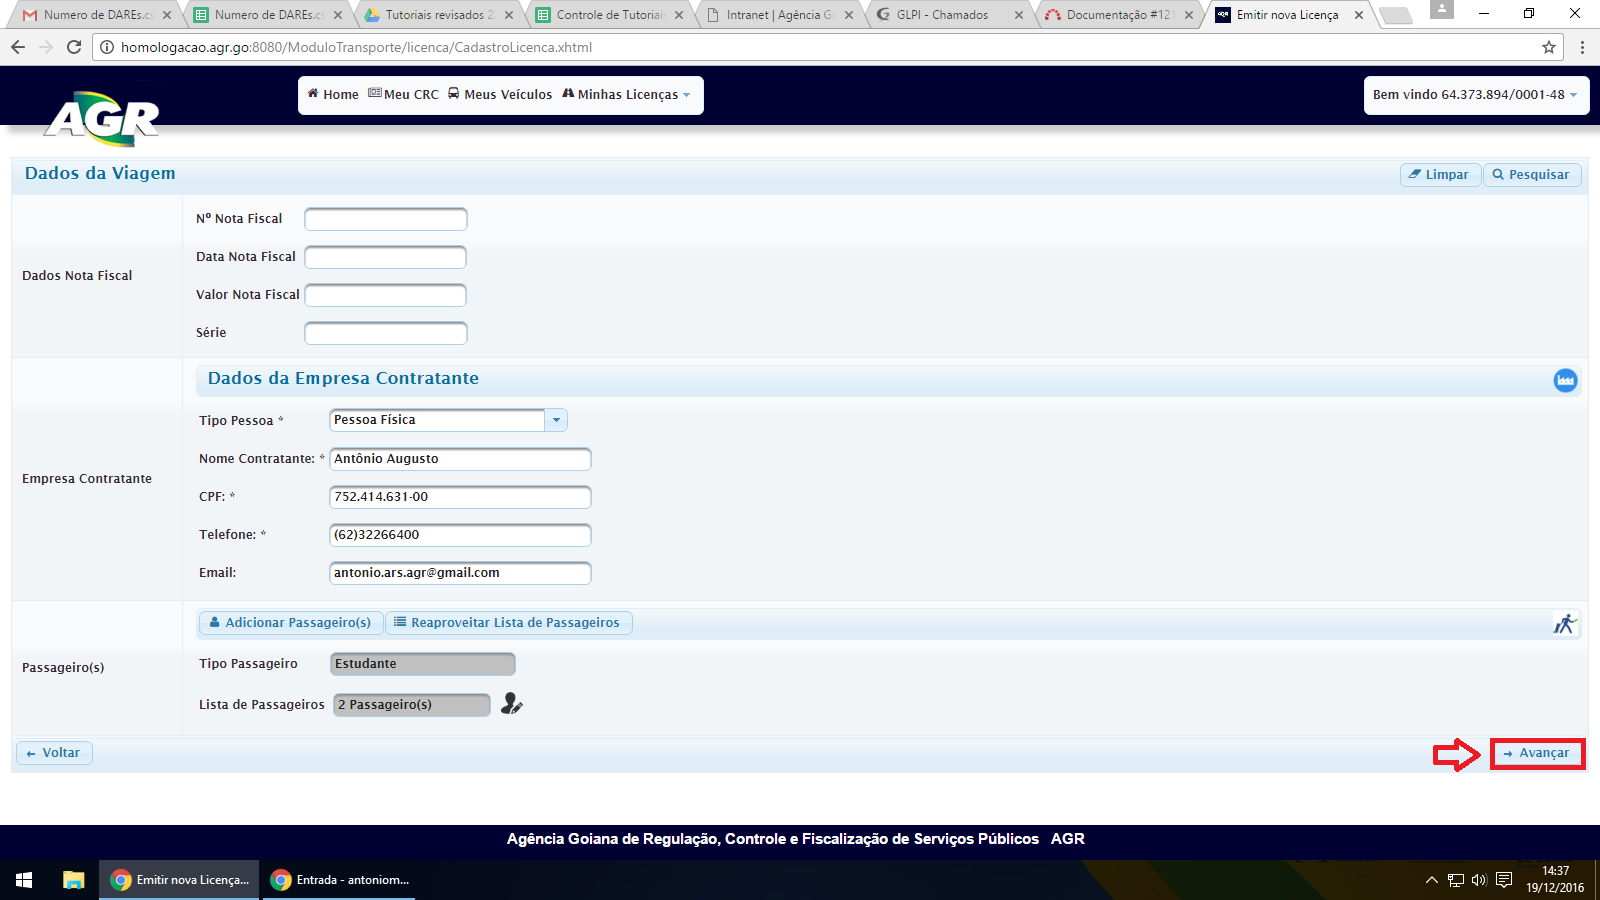 Numero de DAREs.cs
Numero de DAREs.cs
Tutoriais revisados 2
Controle de Tutoriai
Intranet | Agência Go
GLPI - Chamados
Documentação #121
Emitir nova Licença
homologacao.agr.go:8080/ModuloTransporte/licenca/CadastroLicenca.xhtml
AGR
Home
Meu CRC
Meus Veículos
Minhas Licenças
Bem vindo 64.373.894/0001-48
Dados da Viagem
Limpar
Pesquisar
Dados Nota Fiscal
Nº Nota Fiscal
Data Nota Fiscal
Valor Nota Fiscal
Série
Empresa Contratante
Dados da Empresa Contratante
Tipo Pessoa * Pessoa Física
Nome Contratante: * Antônio Augusto
CPF: * 752.414.631-00
Telefone: * (62)32266400
Email: antonio.ars.agr@gmail.com
Passageiro(s)
Adicionar Passageiro(s)
Reaproveitar Lista de Passageiros
Tipo Passageiro Estudante
Lista de Passageiros 2 Passageiro(s)
Voltar
Avançar
Agência Goiana de Regulação, Controle e Fiscalização de Serviços Públicos AGR
Emitir nova Licença...
Entrada - antoniom...
14:37
19/12/2016